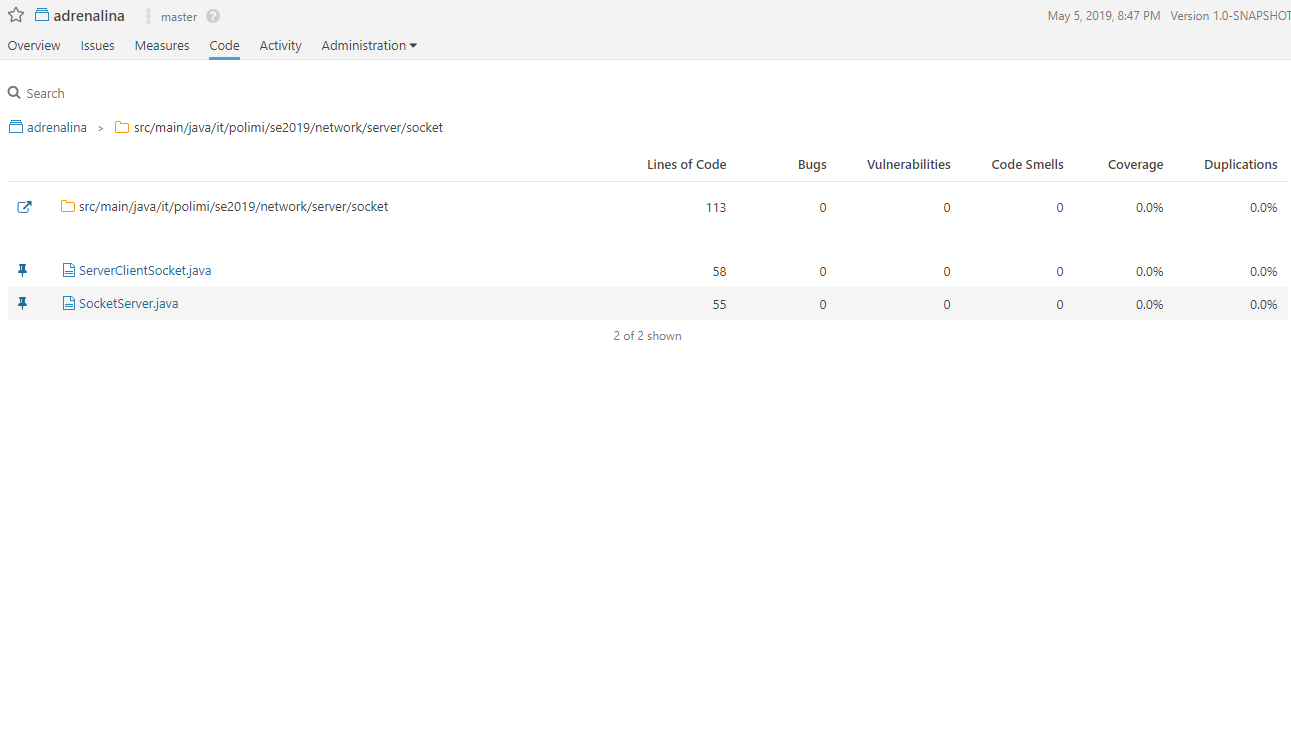 adrenalina master ? May 5, 2019, 8:47 PM Version 1.0-SNAPSHOT
Overview Issues Measures Code Activity Administration
Search
adrenalina > src/main/java/it/polimi/se2019/network/server/socket
Lines of Code Bugs Vulnerabilities Code Smells Coverage Duplications
src/main/java/it/polimi/se2019/network/server/socket 113 0 0 0 0.0% 0.0%
ServerClientSocket.java 58 0 0 0 0.0% 0.0%
SocketServer.java 55 0 0 0 0.0% 0.0%
2 of 2 shown